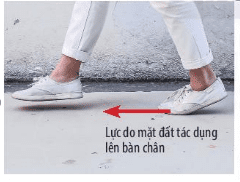 Lực do mặt đất tác dụng
lên bàn chân